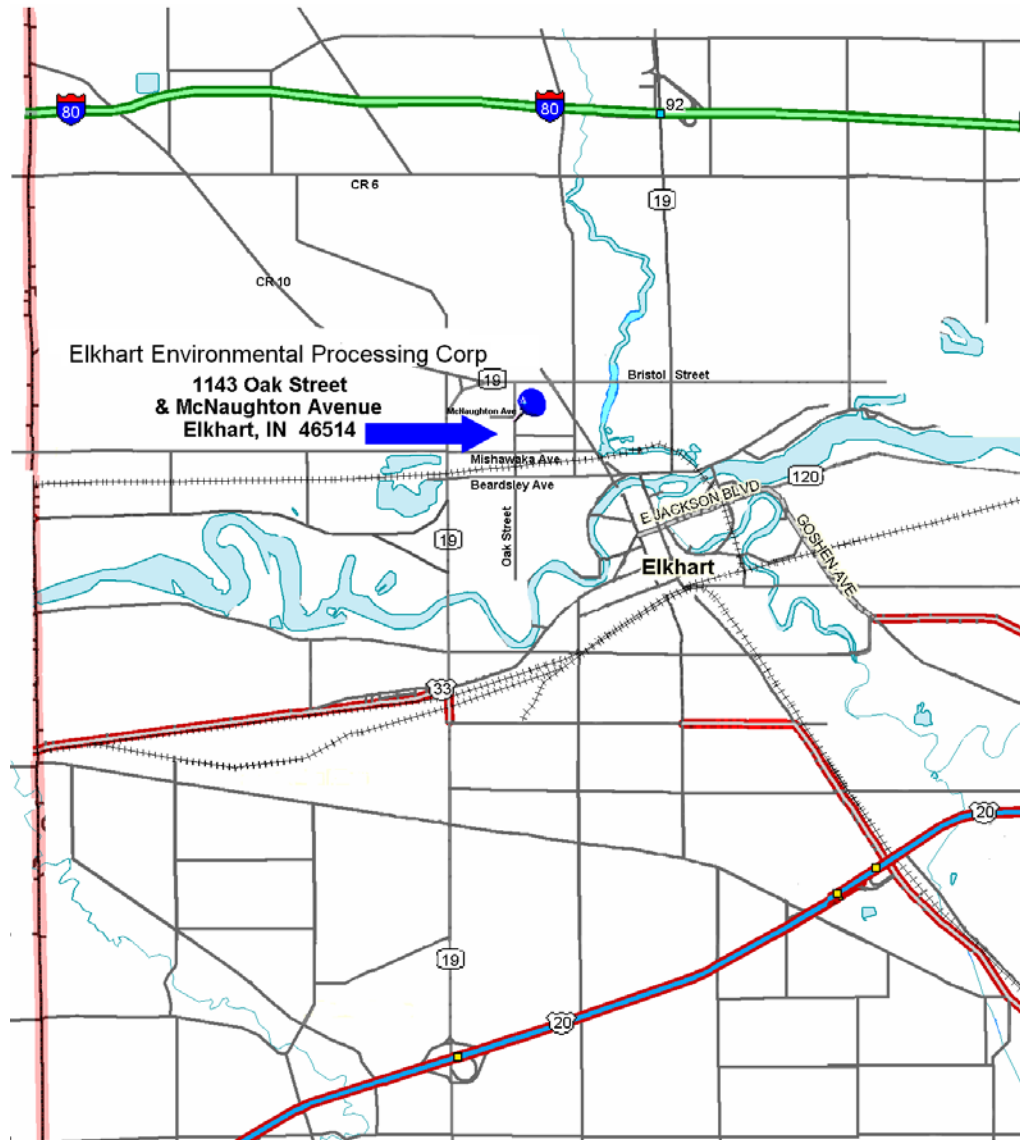 80
80
92
CR 6
19
CR 10
Elkhart Environmental Processing Corp
1143 Oak Street
& McNaughton Avenue
Elkhart, IN 46514
19
Bristol Street
McNaughton Ave
Mishawaka Ave
Beardsley Ave
120
E JACKSON BLVD
GOSHEN AVE
Oak Street
19
Elkhart
33
20
19
20